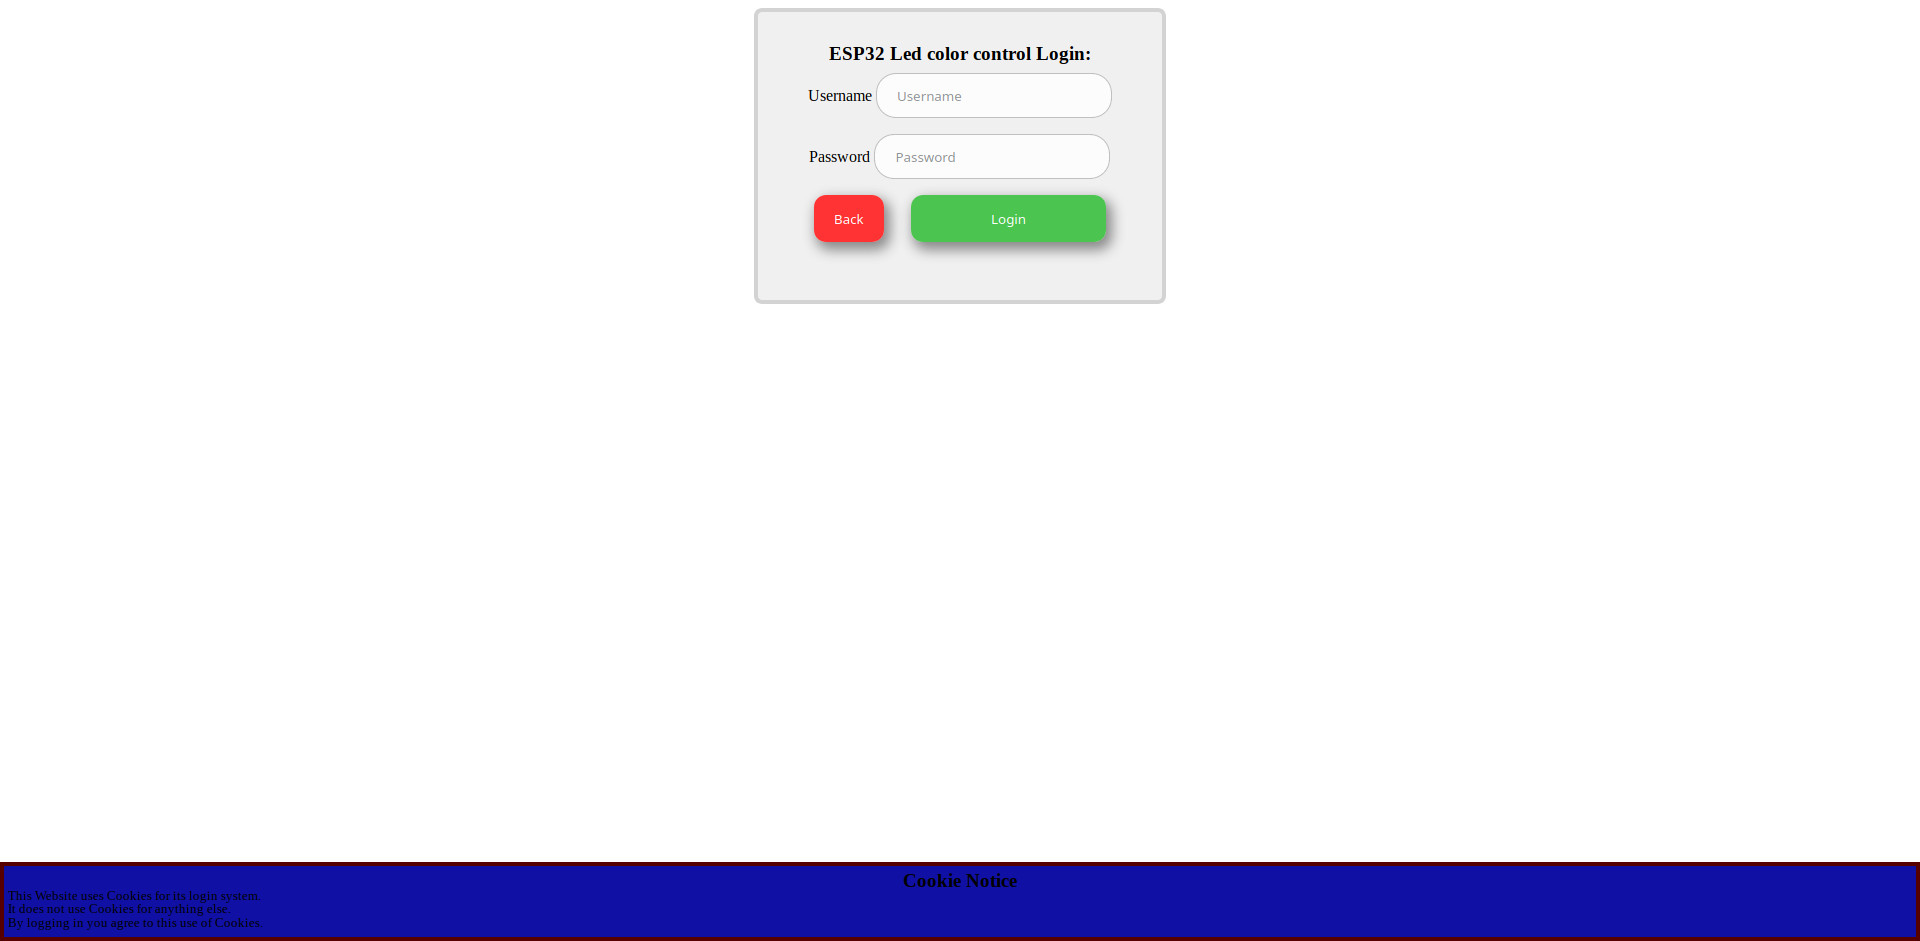 ESP32 Led color control Login:
Username Username
Password Password
Back Login
Cookie Notice
This Website uses Cookies for its login system.
It does not use Cookies for anything else.
By logging in you agree to this use of Cookies.